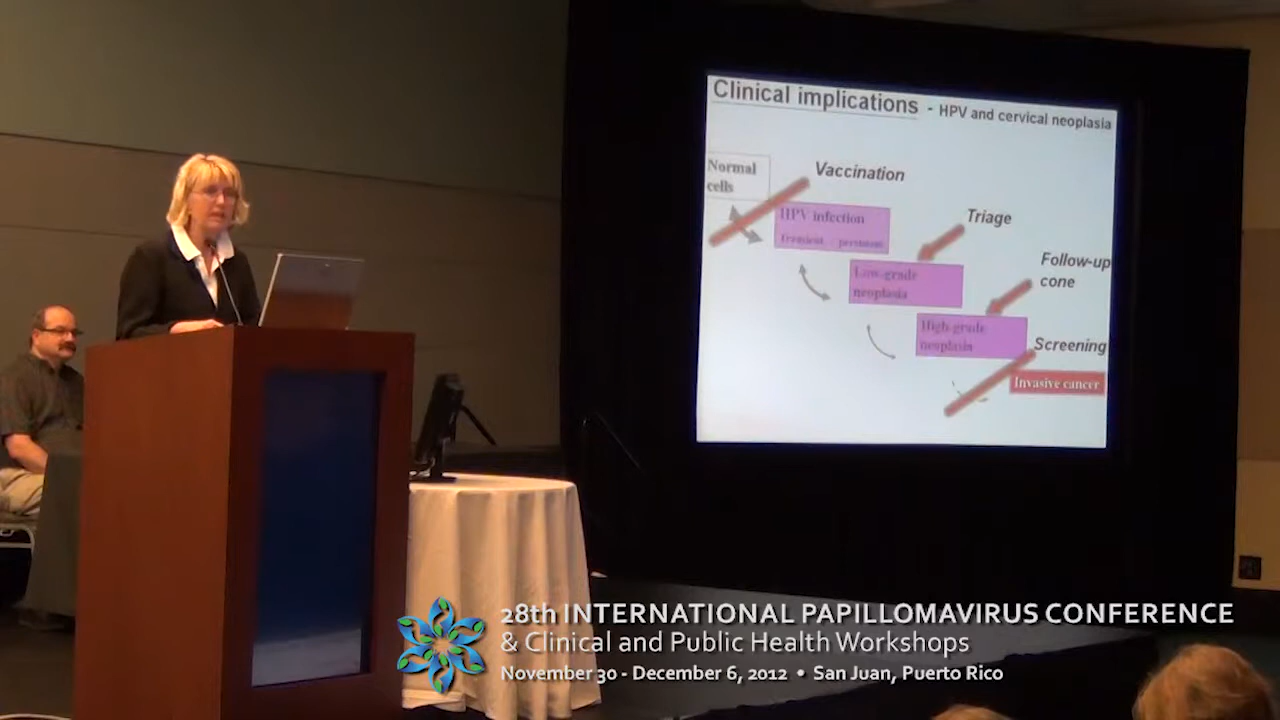 Clinical implications - HPV and cervical neoplasia
Normal
cells
Vaccination
HPV infection
Transient persistent
Triage
Low-grade
neoplasia
Follow-up
cone
High-grade
neoplasia
Screening
Invasive cancer
28th INTERNATIONAL PAPILLOMAVIRUS CONFERENCE
& Clinical and Public Health Workshops
November 30 - December 6, 2012 • San Juan, Puerto Rico